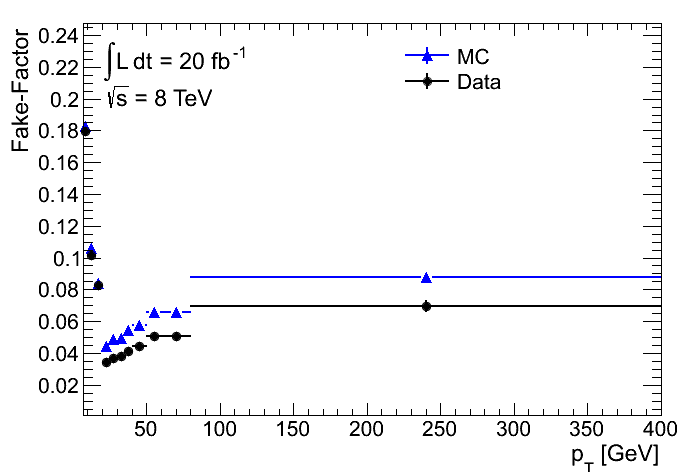 Fake-Factor
∫L dt = 20 fb⁻¹
√s = 8 TeV
MC
Data
0.24
0.22
0.2
0.18
0.16
0.14
0.12
0.1
0.08
0.06
0.04
0.02
50 100 150 200 250 300 350 400
p_T [GeV]